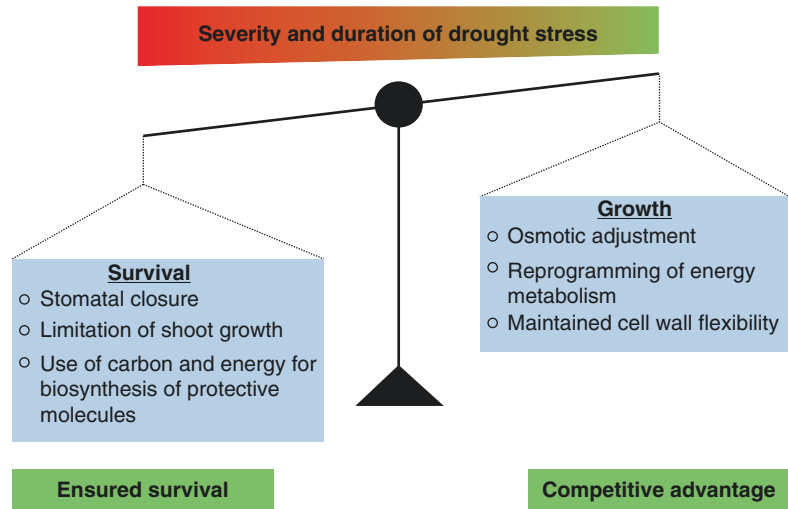 Severity and duration of drought stress
Survival
○ Stomatal closure
○ Limitation of shoot growth
○ Use of carbon and energy for
biosynthesis of protective
molecules
Growth
○ Osmotic adjustment
○ Reprogramming of energy
metabolism
○ Maintained cell wall flexibility
Ensured survival
Competitive advantage